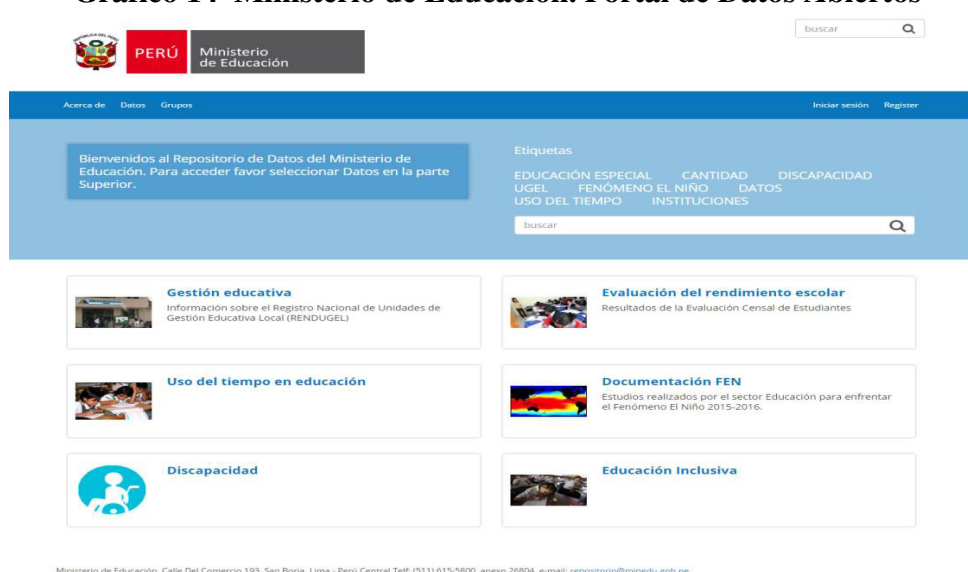 Gráfico 14 Ministerio de Educación. Portal de Datos Abiertos
buscar
PERÚ
Ministerio
de Educación
Acerca de Datos Grupos
Iniciar sesión Register
Bienvenidos al Repositorio de Datos del Ministerio de
Educación. Para acceder favor seleccionar Datos en la parte
Superior.
Etiquetas
EDUCACIÓN ESPECIAL CANTIDAD DISCAPACIDAD
UGEL FENÓMENO EL NIÑO DATOS
USO DEL TIEMPO INSTITUCIONES
buscar
Gestión educativa
Información sobre el Registro Nacional de Unidades de
Gestión Educativa Local (RENDUGEL)
Evaluación del rendimiento escolar
Resultados de la Evaluación Censal de Estudiantes
Uso del tiempo en educación
Documentación FEN
Estudios realizados por el sector Educación para enfrentar
el Fenómeno El Niño 2015-2016.
Discapacidad
Educación Inclusiva
Ministerio de Educación, Calle Del Comercio 193, San Borja, Lima - Perú Central Telf: (511) 615-5800, anexo 26804, e-mail: repositorio@minedu.gob.pe